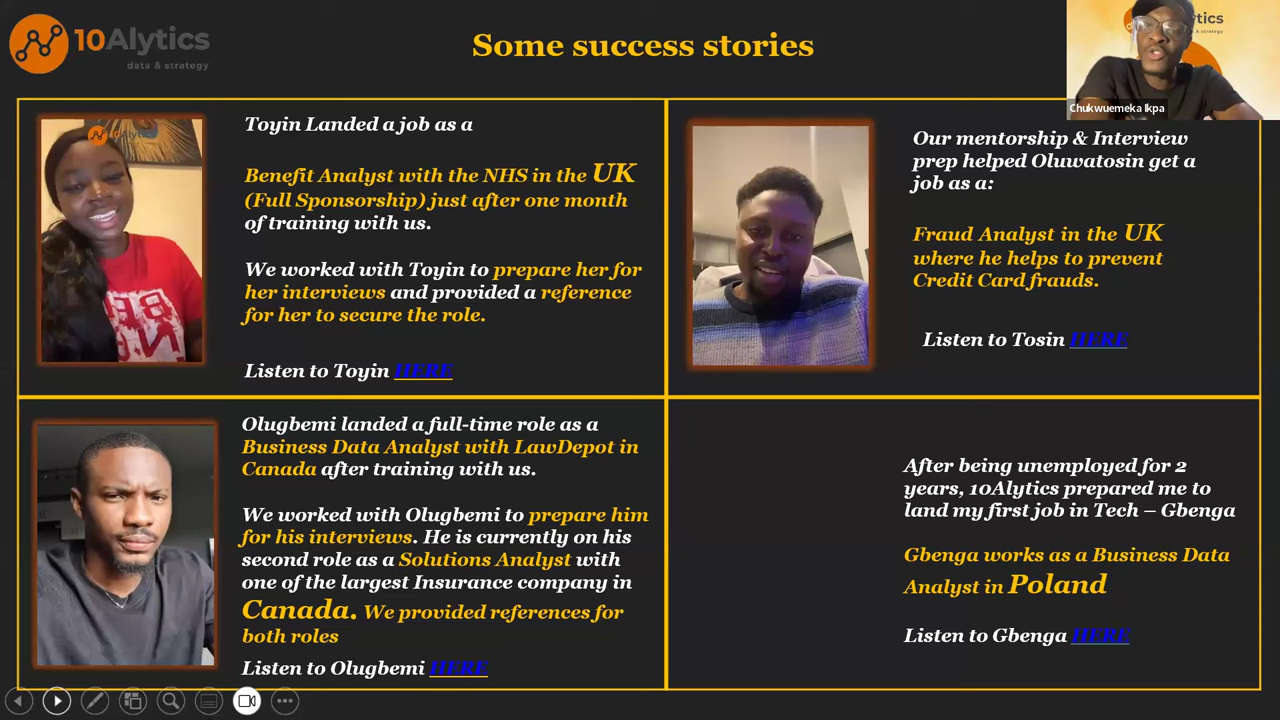 10Alytics
data & strategy
Some success stories
ytics
rategy
Chukwuemeka Ikpa
Toyin Landed a job as a
Benefit Analyst with the NHS in the UK
(Full Sponsorship) just after one month
of training with us.
We worked with Toyin to prepare her for
her interviews and provided a reference
for her to secure the role.
Listen to Toyin HERE
Our mentorship & Interview
prep helped Oluwatosin get a
job as a:
Fraud Analyst in the UK
where he helps to prevent
Credit Card frauds.
Listen to Tosin HERE
Olugbemi landed a full-time role as a
Business Data Analyst with LawDepot in
Canada after training with us.
We worked with Olugbemi to prepare him
for his interviews. He is currently on his
second role as a Solutions Analyst with
one of the largest Insurance company in
Canada. We provided references for
both roles
Listen to Olugbemi HERE
After being unemployed for 2
years, 10Alytics prepared me to
land my first job in Tech – Gbenga
Gbenga works as a Business Data
Analyst in Poland
Listen to Gbenga HERE